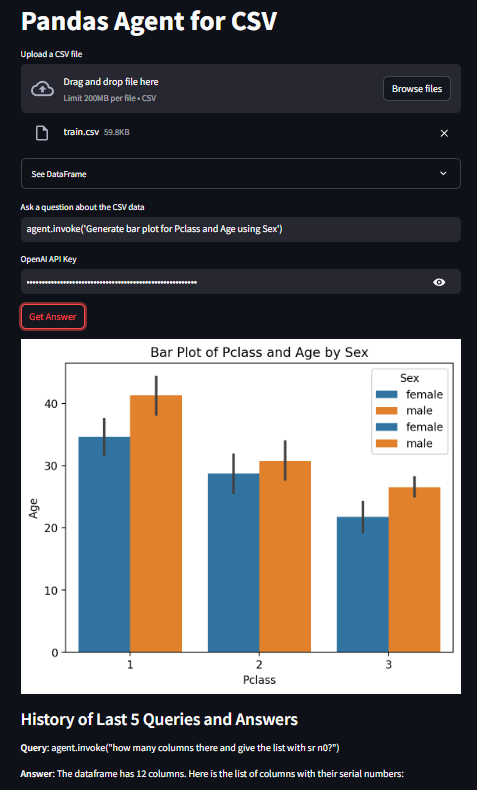 Pandas Agent for CSV
Upload a CSV file
Drag and drop file here
Limit 200MB per file • CSV
Browse files
train.csv 59.8KB
See DataFrame
Ask a question about the CSV data
agent.invoke('Generate bar plot for Pclass and Age using Sex')
OpenAI API Key
Get Answer
Bar Plot of Pclass and Age by Sex
Sex
female
male
female
male
40
30
20
10
0
Age
1 2 3
Pclass
History of Last 5 Queries and Answers
Query: agent.invoke("how many columns there and give the list with sr n0?")
Answer: The dataframe has 12 columns. Here is the list of columns with their serial numbers: